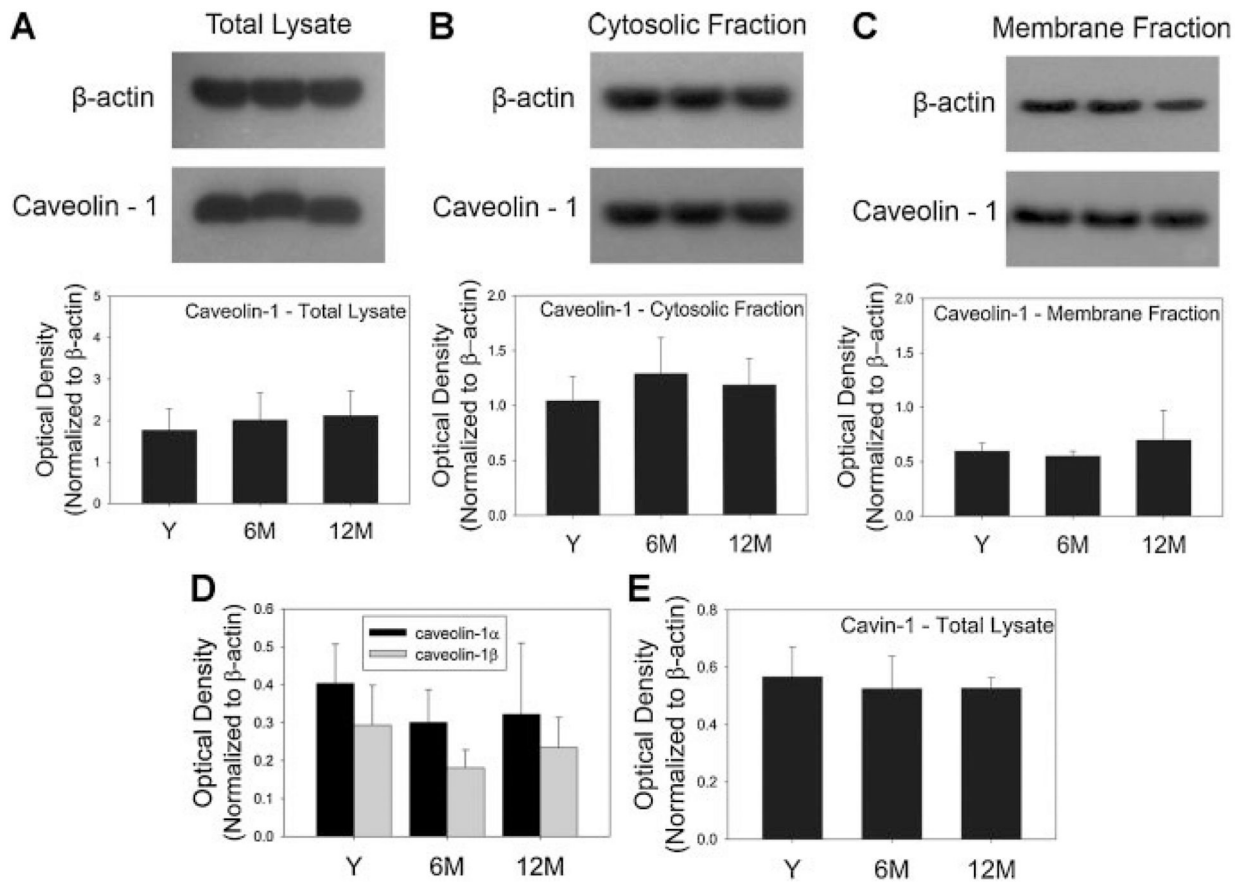 A
Total Lysate
β-actin
Caveolin - 1
Optical Density
(Normalized to β-actin)
5
4
3
2
1
0
Caveolin-1 - Total Lysate
Y 6M 12M
B
Cytosolic Fraction
β-actin
Caveolin - 1
Optical Density
(Normalized to β-actin)
2.0
1.5
1.0
0.5
0.0
Caveolin-1 - Cytosolic Fraction
Y 6M 12M
C
Membrane Fraction
β-actin
Caveolin - 1
Optical Density
(Normalized to β-actin)
2.0
1.5
1.0
0.5
0.0
Caveolin-1 - Membrane Fraction
Y 6M 12M
D
Optical Density
(Normalized to β-actin)
0.6
0.5
0.4
0.3
0.2
0.1
0.0
caveolin-1α
caveolin-1β
Y 6M 12M
E
Optical Density
(Normalized to β-actin)
0.8
0.6
0.4
0.2
0.0
Cavin-1 - Total Lysate
Y 6M 12M